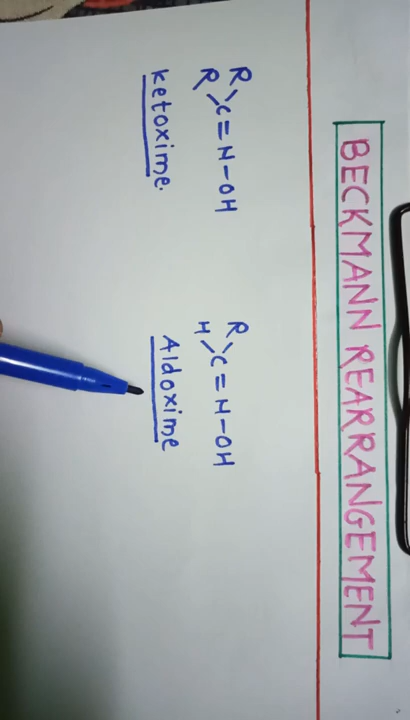 BECKMANN REARRANGEMENT
R
C=N-OH
R
ketoxime.
R
C=N-OH
H
Aldoxime